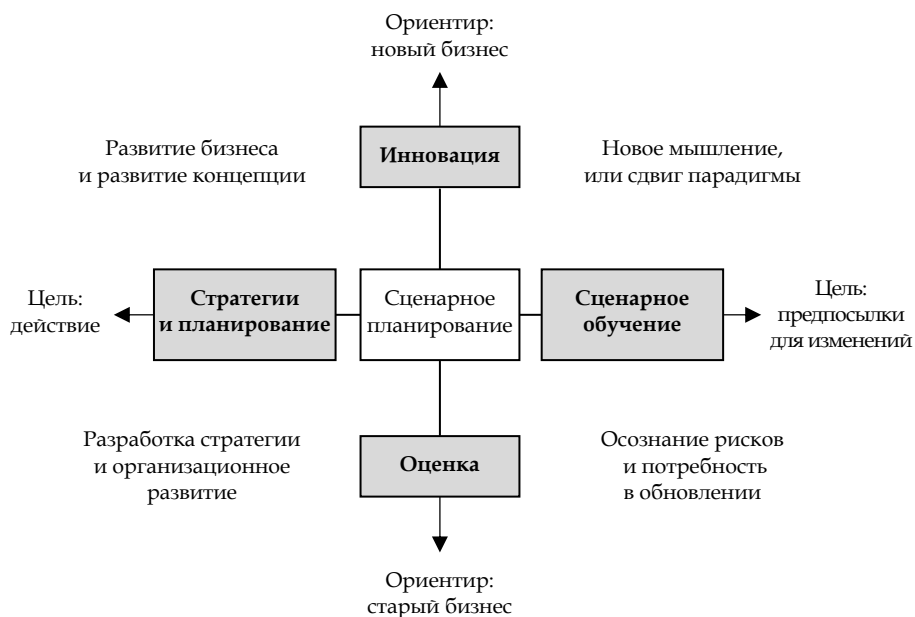 Ориентир:
новый бизнес
Развитие бизнеса
и развитие концепции
Инновация
Новое мышление,
или сдвиг парадигмы
Цель:
действие
Стратегии
и планирование
Сценарное
планирование
Сценарное
обучение
Цель:
предпосылки
для изменений
Разработка стратегии
и организационное
развитие
Оценка
Осознание рисков
и потребность
в обновлении
Ориентир:
старый бизнес